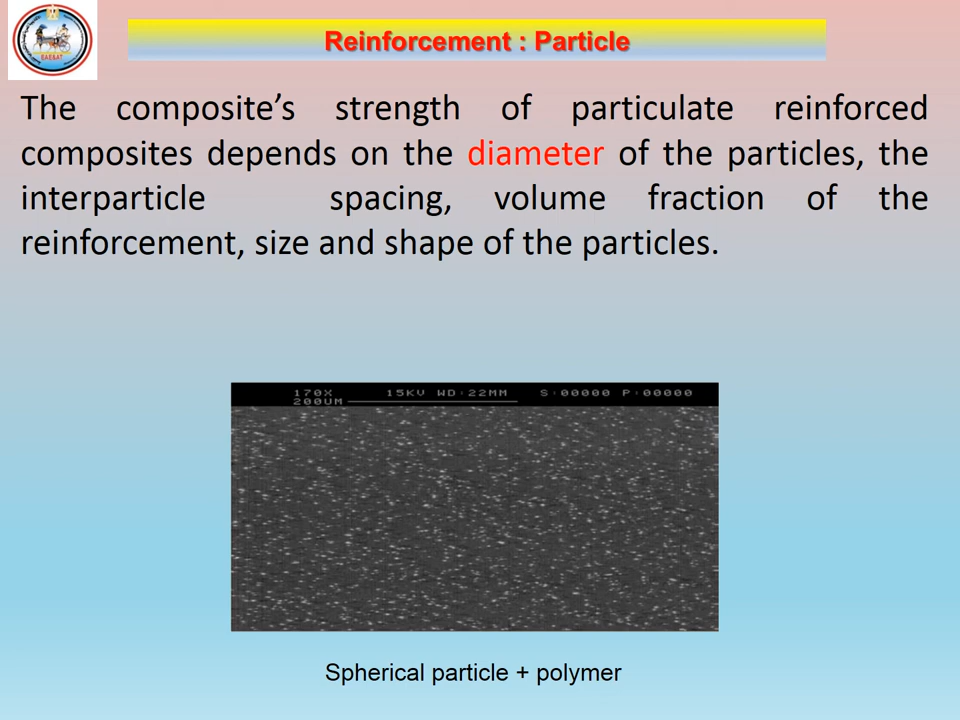 Reinforcement : Particle
The composite’s strength of particulate reinforced
composites depends on the diameter of the particles, the
interparticle spacing, volume fraction of the
reinforcement, size and shape of the particles.
170X 15KV WD:22MM S:00000 P:00000
200UM
Spherical particle + polymer